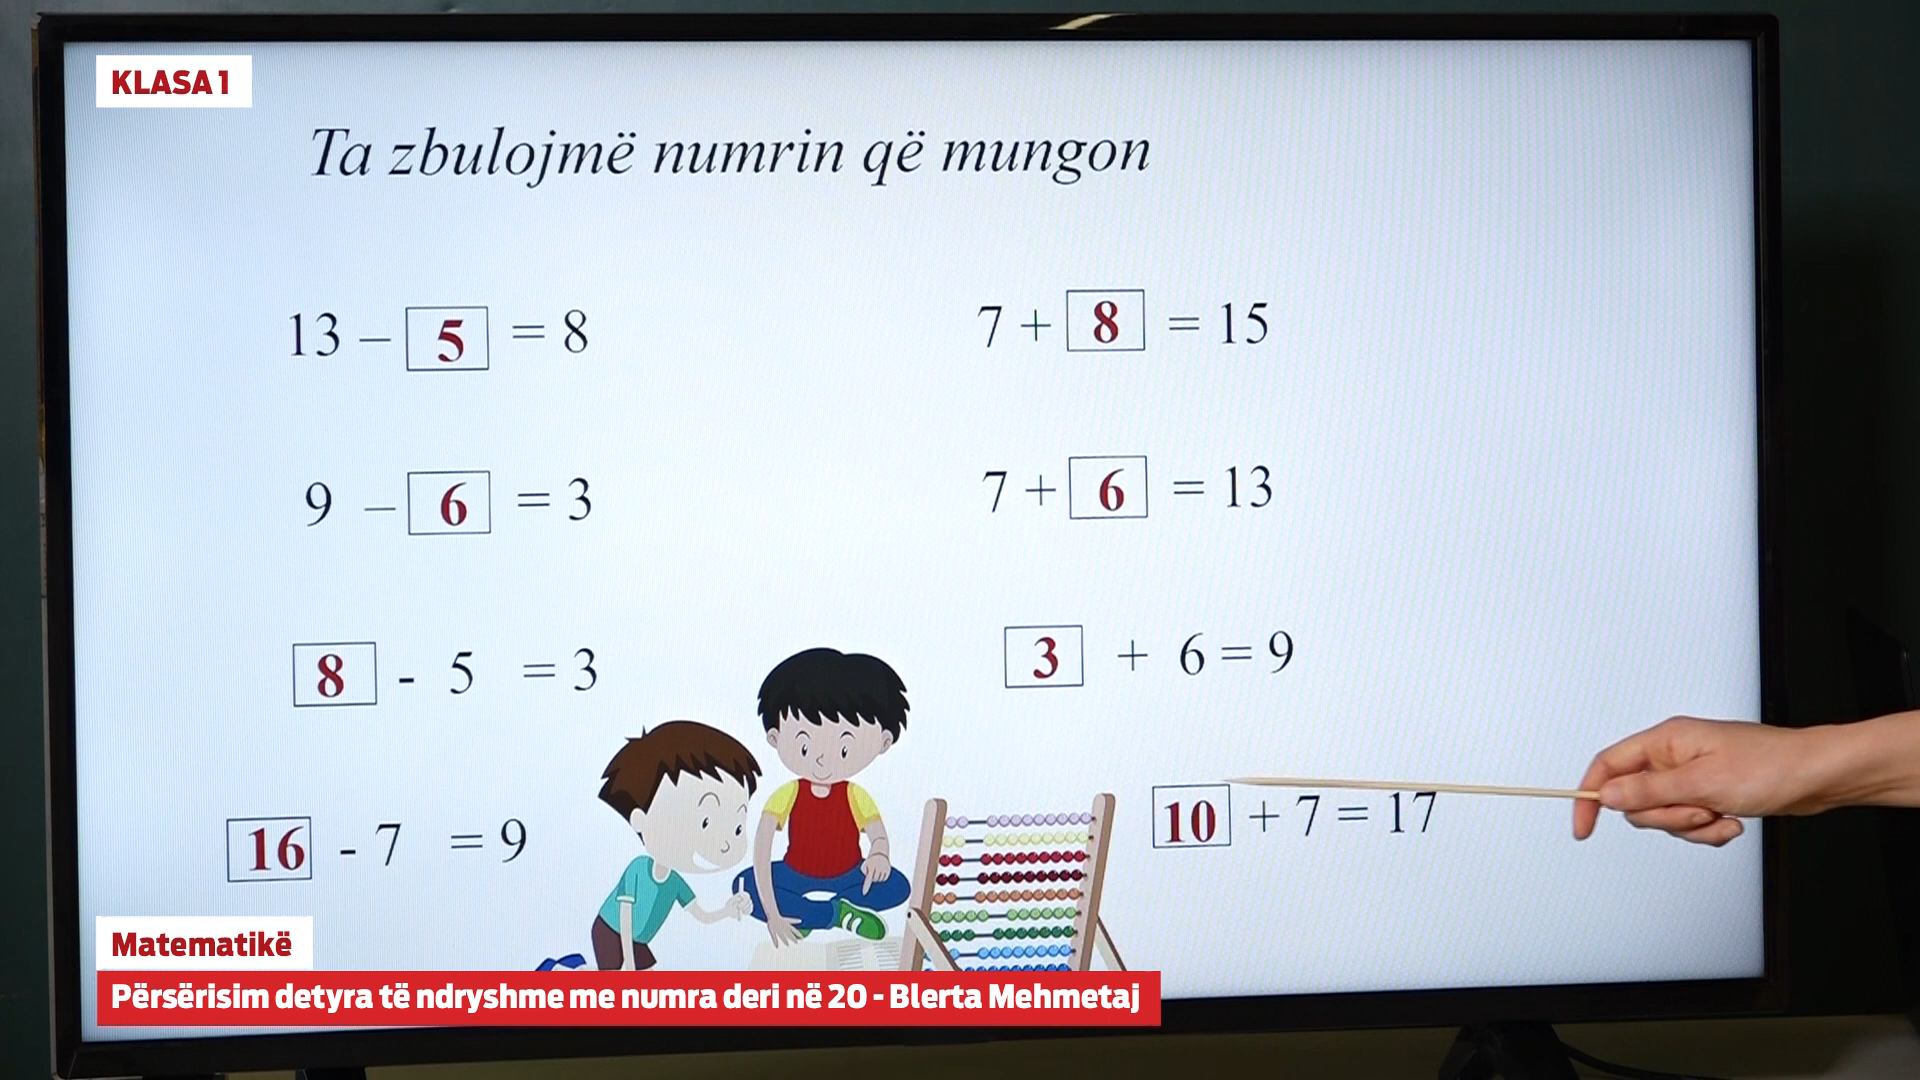 KLASA 1
Ta zbulojmë numrin që mungon
13 – 5 = 8
7 + 8 = 15
9 – 6 = 3
7 + 6 = 13
8 - 5 = 3
3 + 6 = 9
16 - 7 = 9
10 + 7 = 17
Matematikë
Përsërisim detyra të ndryshme me numra deri në 20 - Blerta Mehmetaj